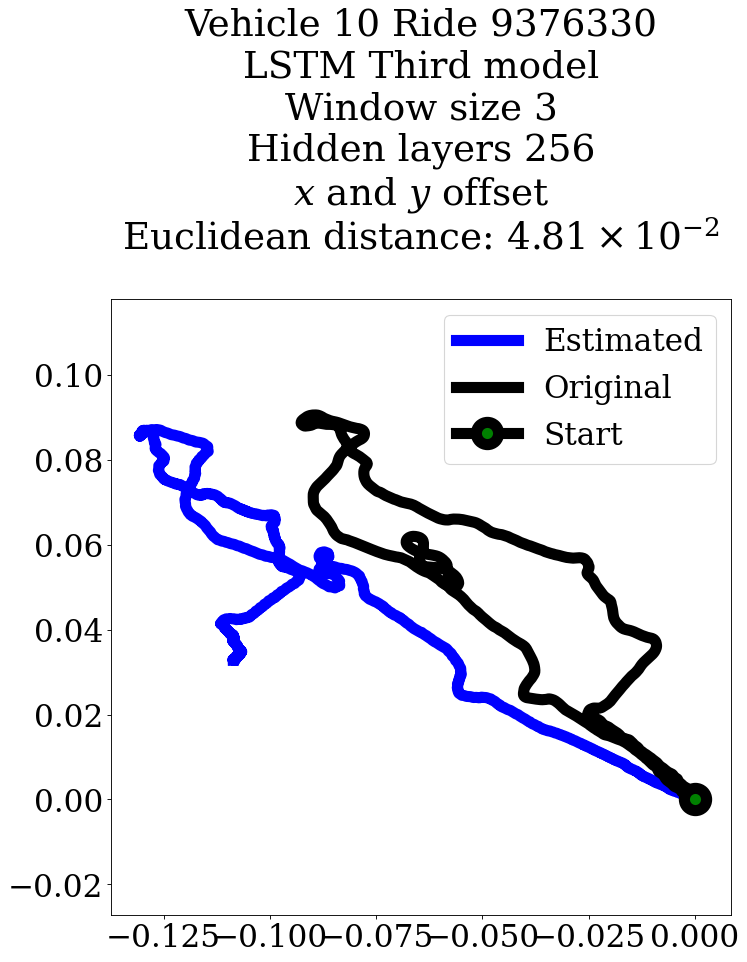 Vehicle 10 Ride 9376330
LSTM Third model
Window size 3
Hidden layers 256
x and y offset
Euclidean distance: 4.81 × 10⁻²
Estimated
Original
Start
0.10
0.08
0.06
0.04
0.02
0.00
−0.02
−0.125 −0.100 −0.075 −0.050 −0.025 0.000